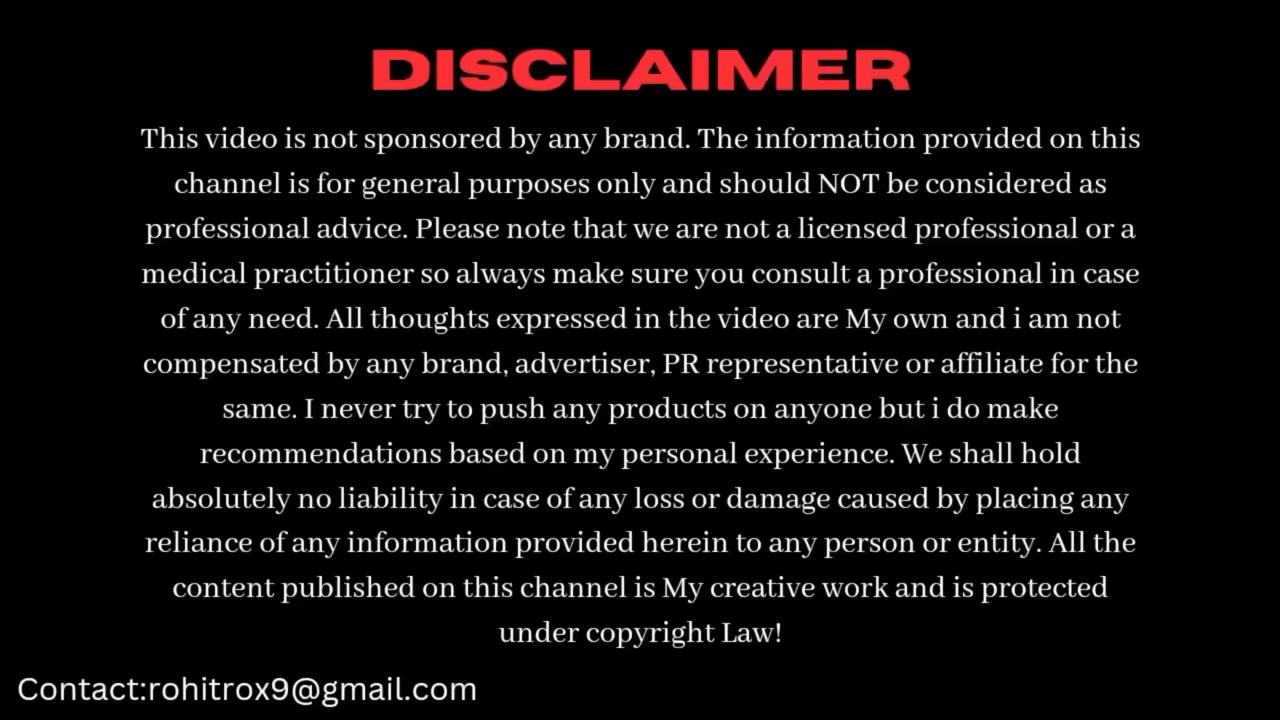 DISCLAIMER
This video is not sponsored by any brand. The information provided on this
channel is for general purposes only and should NOT be considered as
professional advice. Please note that we are not a licensed professional or a
medical practitioner so always make sure you consult a professional in case
of any need. All thoughts expressed in the video are My own and i am not
compensated by any brand, advertiser, PR representative or affiliate for the
same. I never try to push any products on anyone but i do make
recommendations based on my personal experience. We shall hold
absolutely no liability in case of any loss or damage caused by placing any
reliance of any information provided herein to any person or entity. All the
content published on this channel is My creative work and is protected
under copyright Law!
Contact:rohitrox9@gmail.com